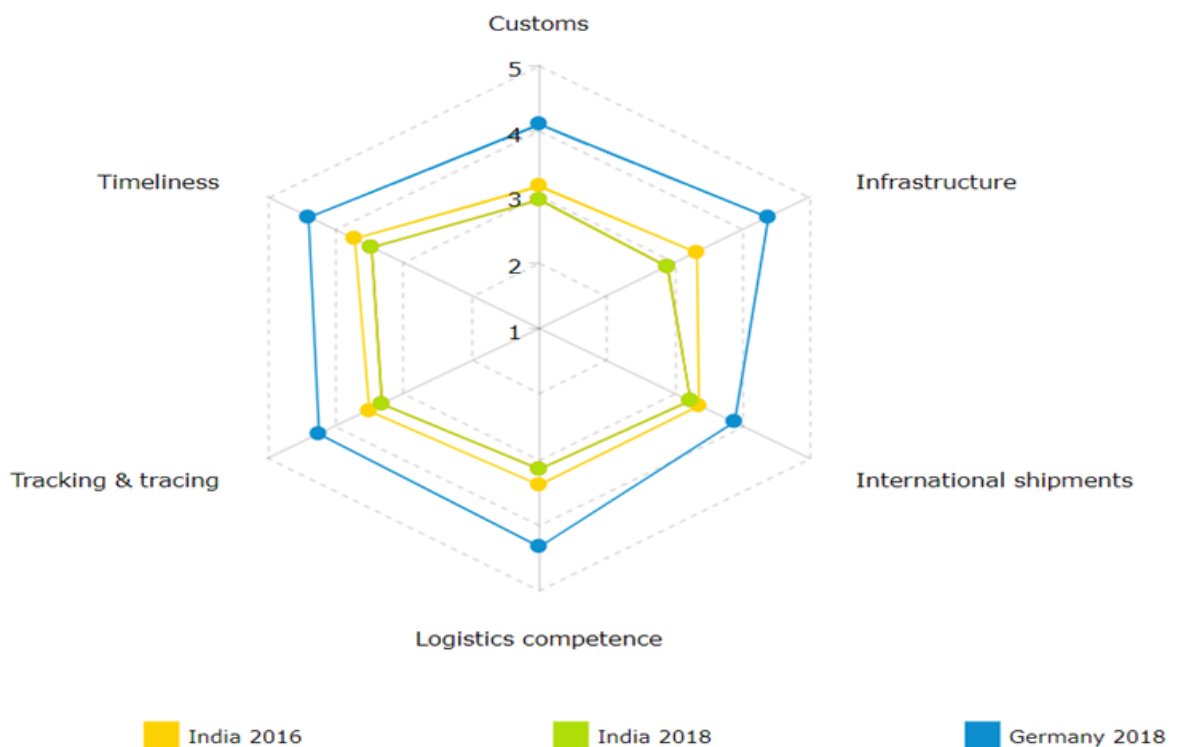 Customs
5
4
3
2
1
Timeliness
Infrastructure
Tracking & tracing
International shipments
Logistics competence
India 2016
India 2018
Germany 2018